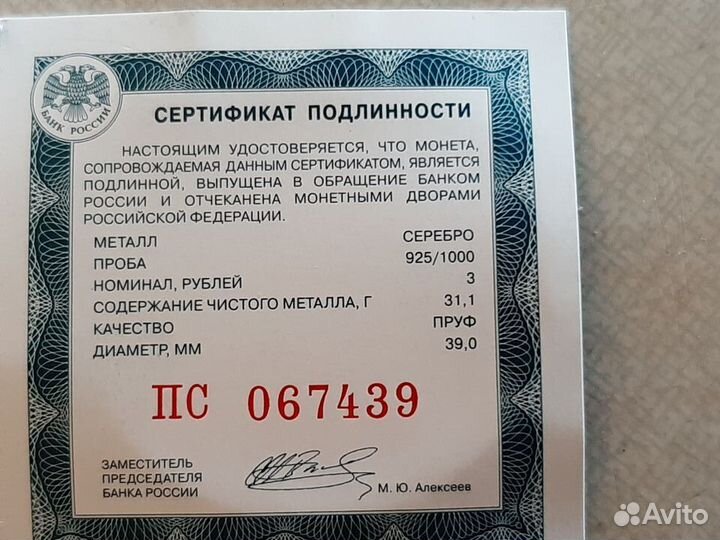 БАНК РОССИИ
СЕРТИФИКАТ ПОДЛИННОСТИ
НАСТОЯЩИМ УДОСТОВЕРЯЕТСЯ, ЧТО МОНЕТА,
СОПРОВОЖДАЕМАЯ ДАННЫМ СЕРТИФИКАТОМ, ЯВЛЯЕТСЯ
ПОДЛИННОЙ, ВЫПУЩЕНА В ОБРАЩЕНИЕ БАНКОМ
РОССИИ И ОТЧЕКАНЕНА МОНЕТНЫМИ ДВОРАМИ
РОССИЙСКОЙ ФЕДЕРАЦИИ.
МЕТАЛЛ СЕРЕБРО
ПРОБА 925/1000
НОМИНАЛ, РУБЛЕЙ 3
СОДЕРЖАНИЕ ЧИСТОГО МЕТАЛЛА, Г 31,1
КАЧЕСТВО ПРУФ
ДИАМЕТР, ММ 39,0
ПС 067439
ЗАМЕСТИТЕЛЬ
ПРЕДСЕДАТЕЛЯ
БАНКА РОССИИ М. Ю. Алексеев
Avito